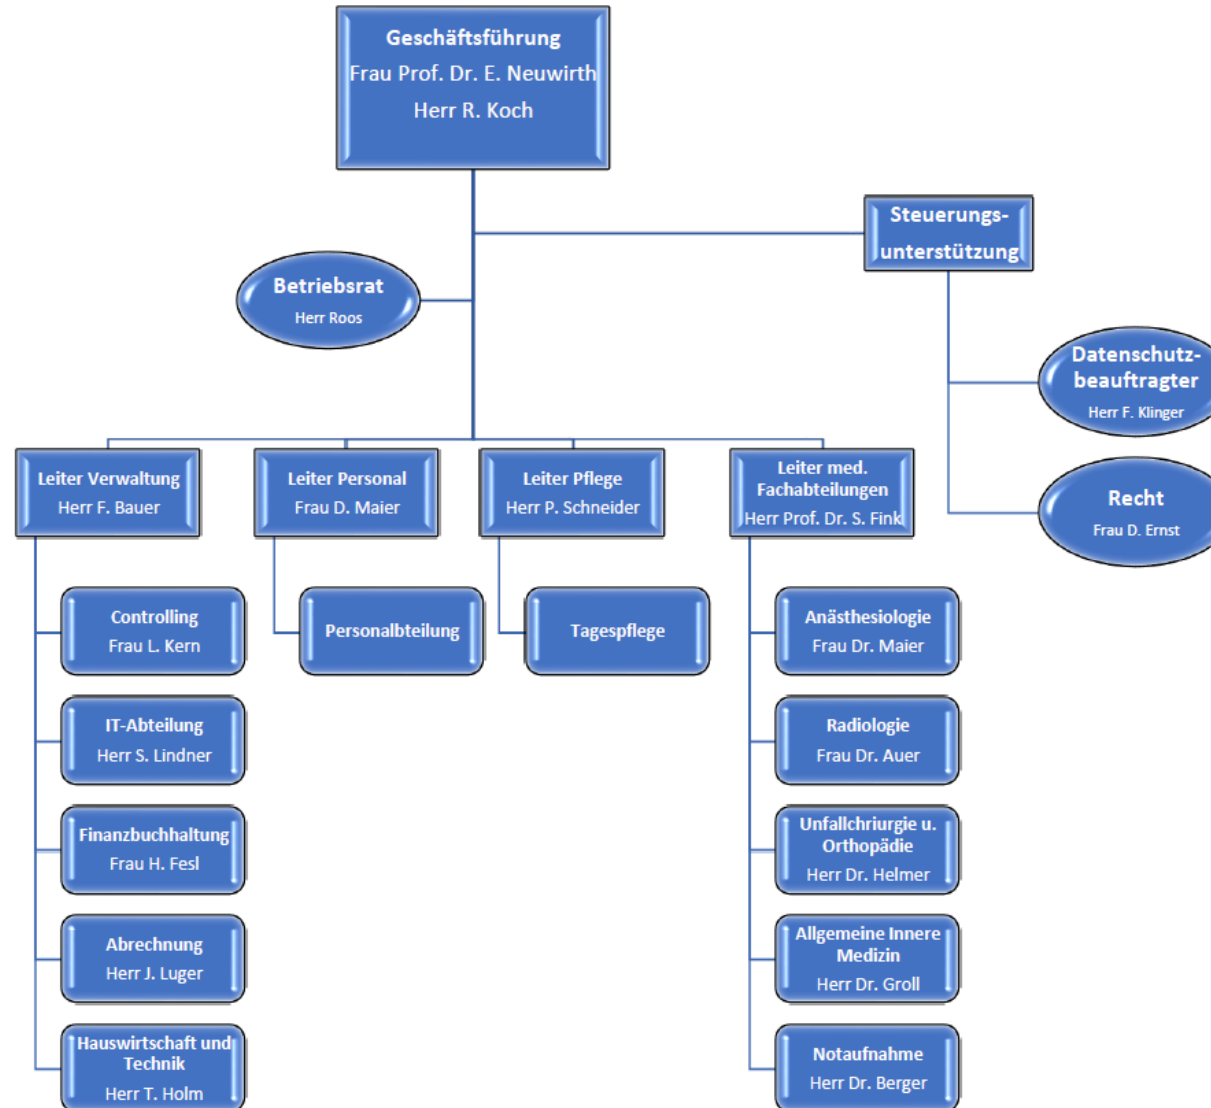 Geschäftsführung
Frau Prof. Dr. E. Neuwirth
Herr R. Koch
Steuerungs-
unterstützung
Betriebsrat
Herr Roos
Datenschutz-
beauftragter
Herr F. Klinger
Recht
Frau D. Ernst
Leiter Verwaltung
Herr F. Bauer
Leiter Personal
Frau D. Maier
Leiter Pflege
Herr P. Schneider
Leiter med.
Fachabteilungen
Herr Prof. Dr. S. Fink
Controlling
Frau L. Kern
IT-Abteilung
Herr S. Lindner
Finanzbuchhaltung
Frau H. Fesl
Abrechnung
Herr J. Luger
Hauswirtschaft und
Technik
Herr T. Holm
Personalbteilung
Tagespflege
Anästhesiologie
Frau Dr. Maier
Radiologie
Frau Dr. Auer
Unfallchriurgie u.
Orthopädie
Herr Dr. Helmer
Allgemeine Innere
Medizin
Herr Dr. Groll
Notaufnahme
Herr Dr. Berger